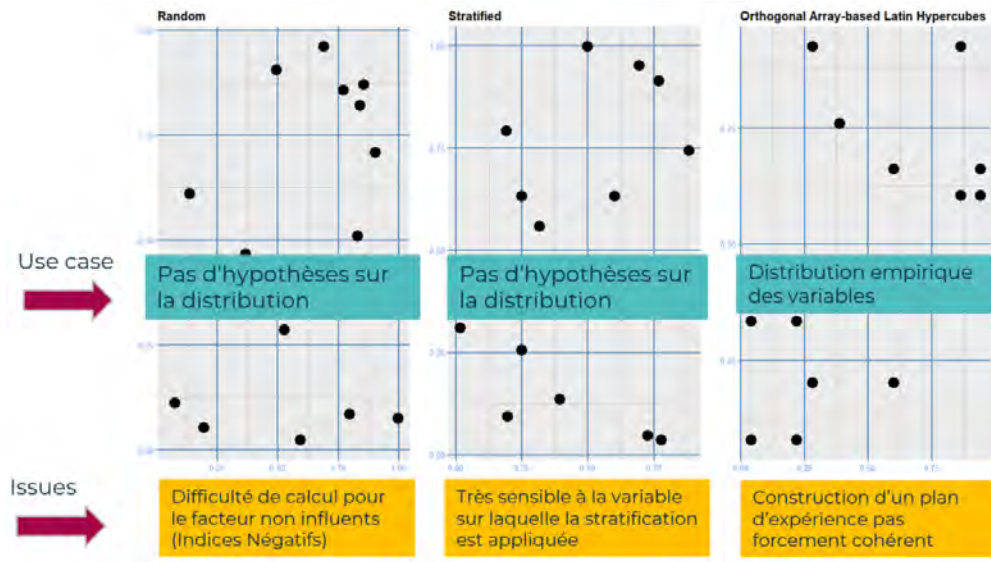 Random
Stratified
Orthogonal Array-based Latin Hypercubes
Use case
Pas d'hypothèses sur
la distribution
Pas d'hypothèses sur
la distribution
Distribution empirique
des variables
Issues
Difficulté de calcul pour
le facteur non influents
(Indices Négatifs)
Très sensible à la variable
sur laquelle la stratification
est appliquée
Construction d'un plan
d'expérience pas
forcement cohérent